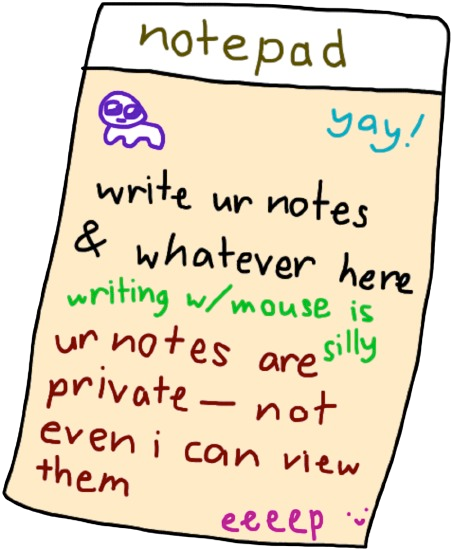 notepad
yay!
write ur notes
& whatever here
writing w/mouse is
silly
ur notes are
private — not
even i can view
them
eeeep :)